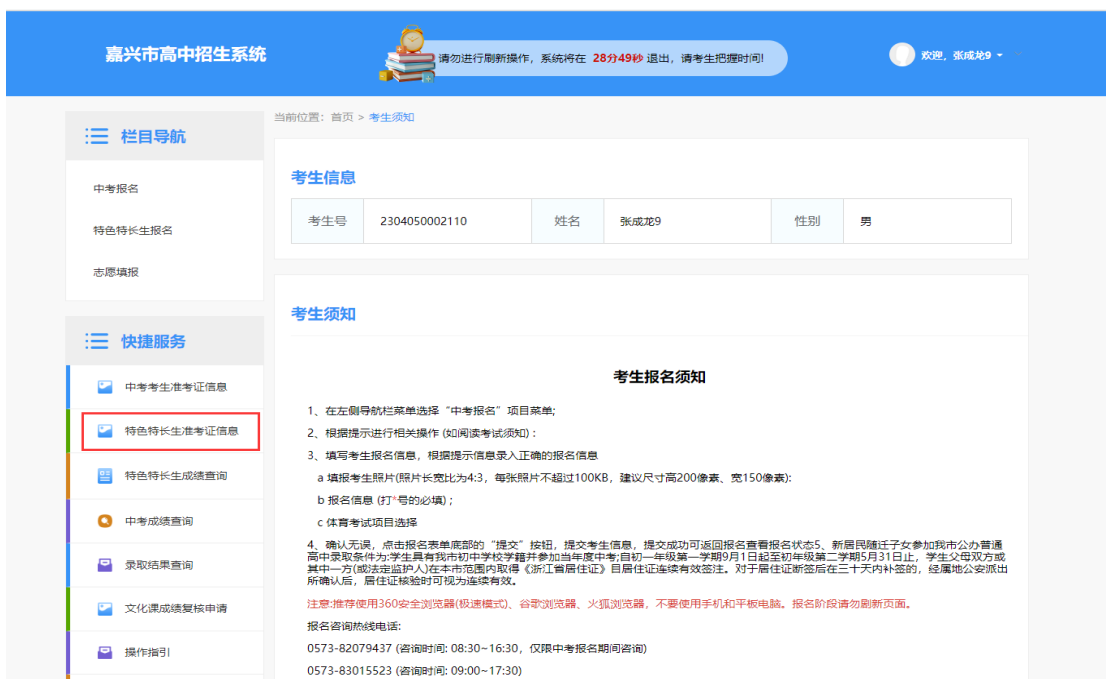 嘉兴市高中招生系统
请勿进行刷新操作，系统将在 28分49秒 退出，请考生把握时间!
欢迎，张成龙9
当前位置：首页 > 考生须知
栏目导航
中考报名
特色特长生报名
志愿填报
快捷服务
中考考生准考证信息
特色特长生准考证信息
特色特长生成绩查询
中考成绩查询
录取结果查询
文化课成绩复核申请
操作指引
考生信息
考生号 2304050002110 姓名 张成龙9 性别 男
考生须知
考生报名须知
1、在左侧导航栏菜单选择“中考报名”项目菜单;
2、根据提示进行相关操作 (如阅读考试须知)：
3、填写考生报名信息，根据提示信息录入正确的报名信息
a 填报考生照片(照片长宽比为4:3，每张照片不超过100KB，建议尺寸高200像素、宽150像素):
b 报名信息 (打*号的必填)；
c 体育考试项目选择
4、确认无误，点击报名表单底部的“提交”按钮，提交考生信息，提交成功可返回报名查看报名状态5、新居民随迁子女参加我市公办普通
高中录取条件为:学生具有我市初中学校学籍并参加当年度中考;自初一年级第一学期9月1日起至初年级第二学期5月31日止，学生父母双方或
其中一方(或法定监护人)在本市范围内取得《浙江省居住证》目居住证连续有效签注。对于居住证断签后在三十天内补签的，经属地公安派出
所确认后，居住证核验时可视为连续有效。
注意:推荐使用360安全浏览器(极速模式)、谷歌浏览器、火狐浏览器，不要使用手机和平板电脑。报名阶段请勿刷新页面。
报名咨询热线电话:
0573-82079437 (咨询时间: 08:30~16:30，仅限中考报名期间咨询)
0573-83015523 (咨询时间: 09:00~17:30)